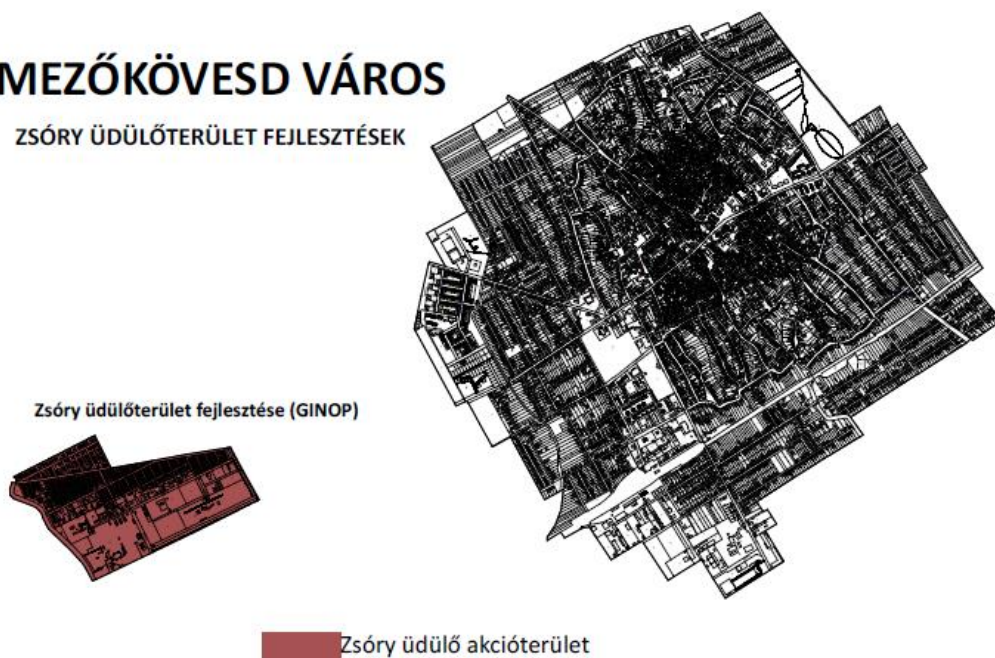 MEZŐKÖVESD VÁROS
ZSÓRY ÜDÜLŐTERÜLET FEJLESZTÉSEK
Zsóry üdülőterület fejlesztése (GINOP)
Zsóry üdülő akcióterület